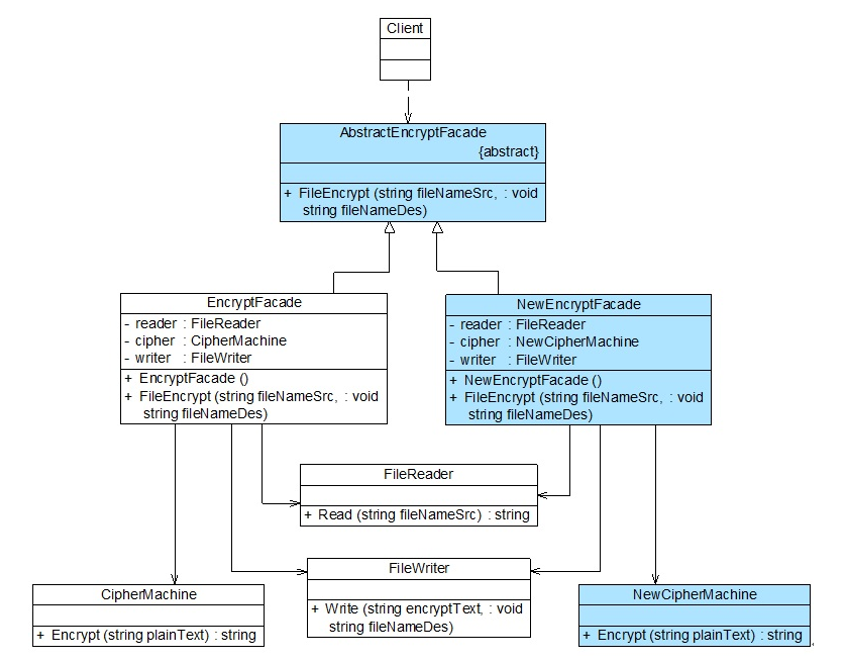 Client
AbstractEncryptFacade
{abstract}
+ FileEncrypt (string fileNameSrc, : void
string fileNameDes)
EncryptFacade
- reader : FileReader
- cipher : CipherMachine
- writer : FileWriter
+ EncryptFacade ()
+ FileEncrypt (string fileNameSrc, : void
string fileNameDes)
NewEncryptFacade
- reader : FileReader
- cipher : NewCipherMachine
- writer : FileWriter
+ NewEncryptFacade ()
+ FileEncrypt (string fileNameSrc, : void
string fileNameDes)
FileReader
+ Read (string fileNameSrc) : string
FileWriter
+ Write (string encryptText, : void
string fileNameDes)
CipherMachine
+ Encrypt (string plainText) : string
NewCipherMachine
+ Encrypt (string plainText) : string